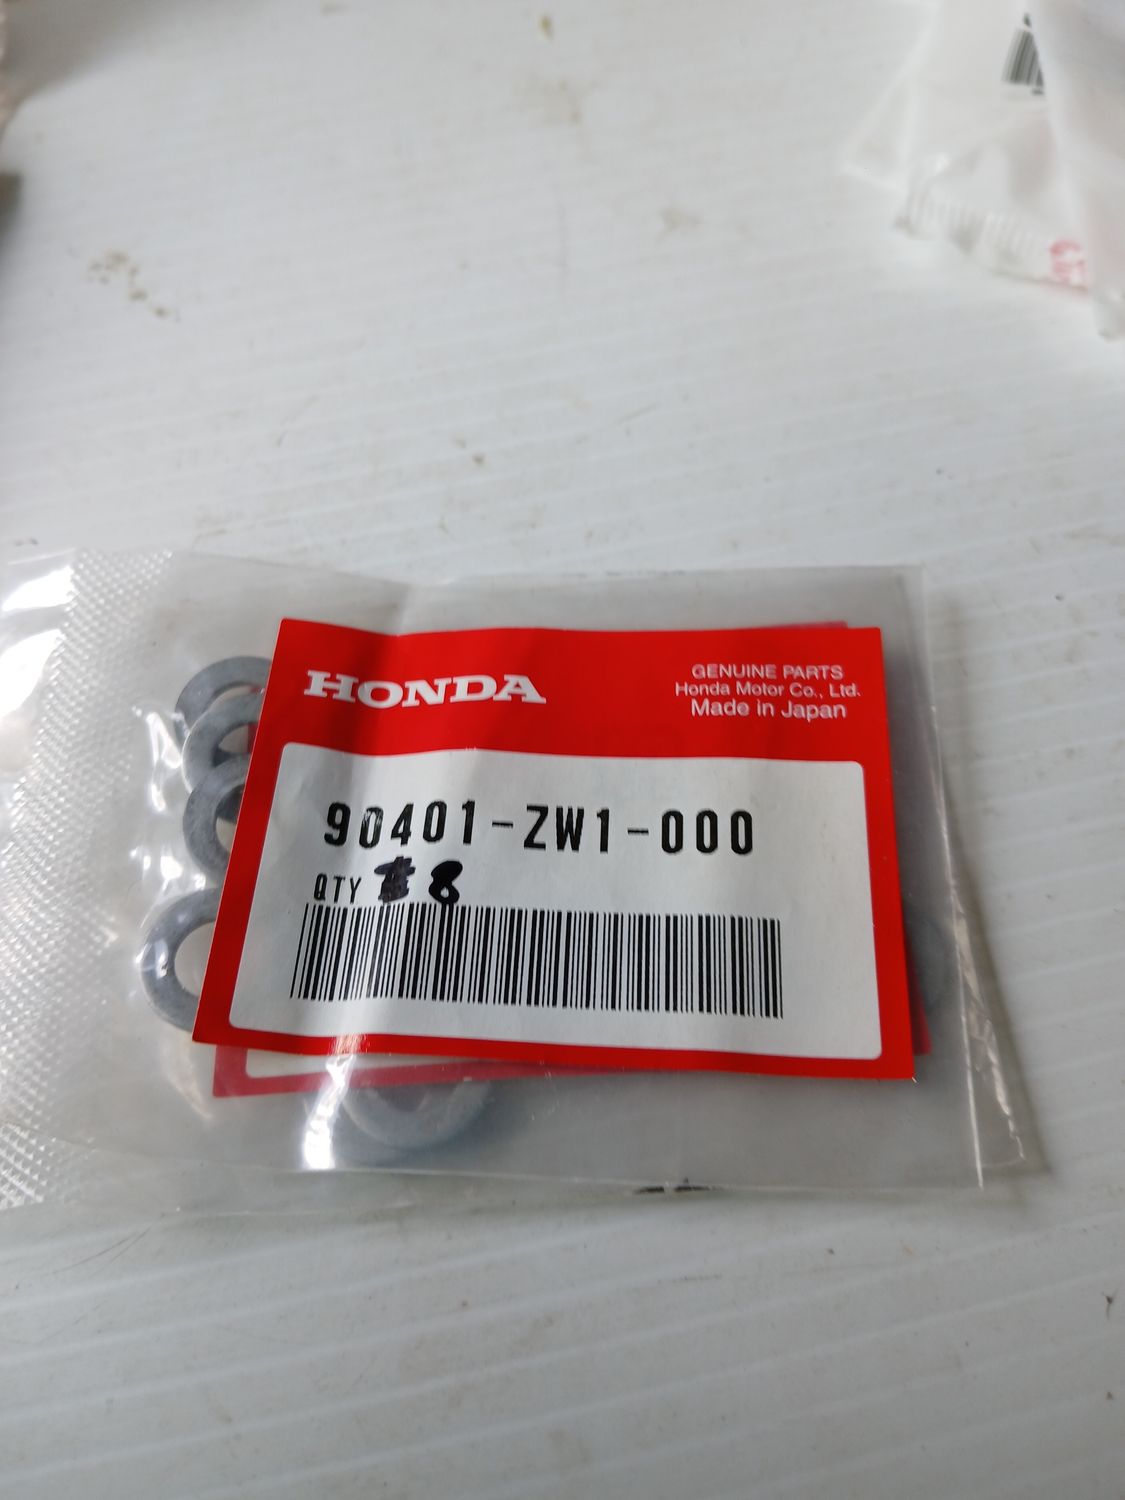 HONDA
GENUINE PARTS
Honda Motor Co., Ltd.
Made in Japan
90401-ZW1-000
QTY 8